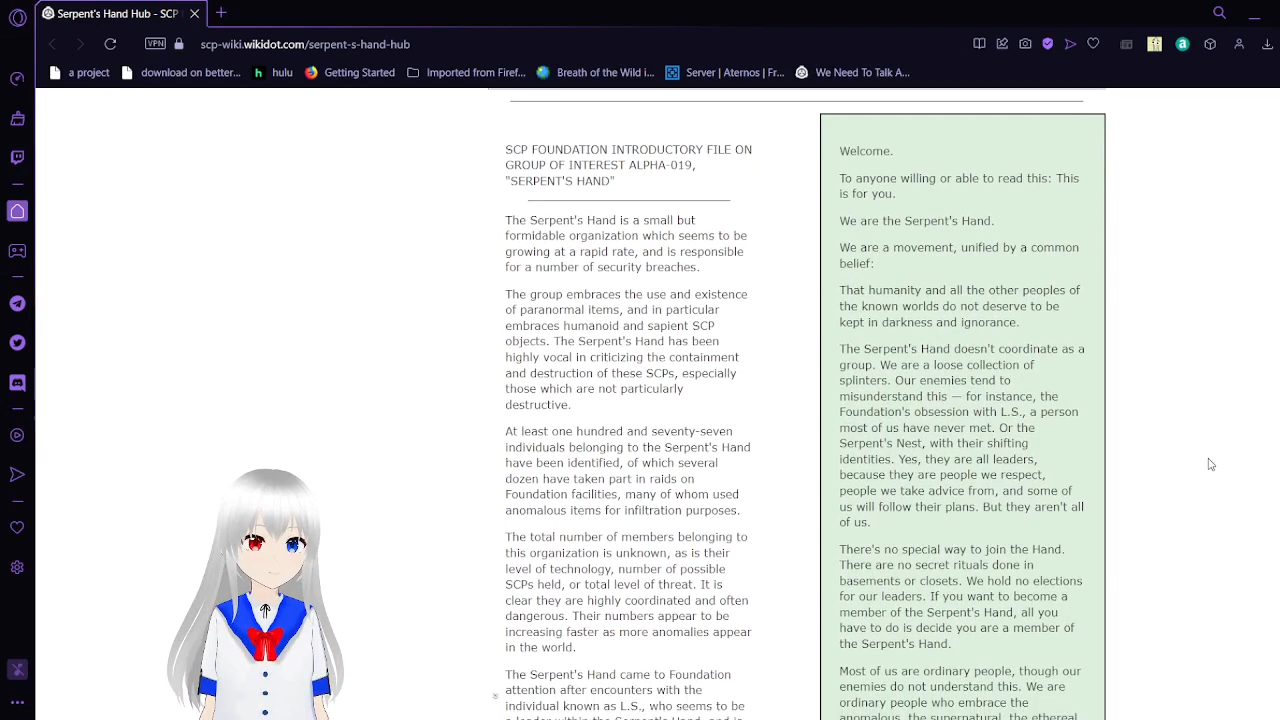 Serpent's Hand Hub - SCP
VPN
scp-wiki.wikidot.com/serpent-s-hand-hub
a project
download on better...
hulu
Getting Started
Imported from Firef...
Breath of the Wild i...
Server | Aternos | Fr...
We Need To Talk A...
SCP FOUNDATION INTRODUCTORY FILE ON
GROUP OF INTEREST ALPHA-019,
"SERPENT'S HAND"
The Serpent's Hand is a small but
formidable organization which seems to be
growing at a rapid rate, and is responsible
for a number of security breaches.
The group embraces the use and existence
of paranormal items, and in particular
embraces humanoid and sapient SCP
objects. The Serpent's Hand has been
highly vocal in criticizing the containment
and destruction of these SCPs, especially
those which are not particularly
destructive.
At least one hundred and seventy-seven
individuals belonging to the Serpent's Hand
have been identified, of which several
dozen have taken part in raids on
Foundation facilities, many of whom used
anomalous items for infiltration purposes.
The total number of members belonging to
this organization is unknown, as is their
level of technology, number of possible
SCPs held, or total level of threat. It is
clear they are highly coordinated and often
dangerous. Their numbers appear to be
increasing faster as more anomalies appear
in the world.
The Serpent's Hand came to Foundation
attention after encounters with the
individual known as L.S., who seems to be
a leader within the Serpent's Hand, and is
Welcome.
To anyone willing or able to read this: This
is for you.
We are the Serpent's Hand.
We are a movement, unified by a common
belief:
That humanity and all the other peoples of
the known worlds do not deserve to be
kept in darkness and ignorance.
The Serpent's Hand doesn't coordinate as a
group. We are a loose collection of
splinters. Our enemies tend to
misunderstand this — for instance, the
Foundation's obsession with L.S., a person
most of us have never met. Or the
Serpent's Nest, with their shifting
identities. Yes, they are all leaders,
because they are people we respect,
people we take advice from, and some of
us will follow their plans. But they aren't all
of us.
There's no special way to join the Hand.
There are no secret rituals done in
basements or closets. We hold no elections
for our leaders. If you want to become a
member of the Serpent's Hand, all you
have to do is decide you are a member of
the Serpent's Hand.
Most of us are ordinary people, though our
enemies do not understand this. We are
ordinary people who embrace the
anomalous, the supernatural, the ethereal